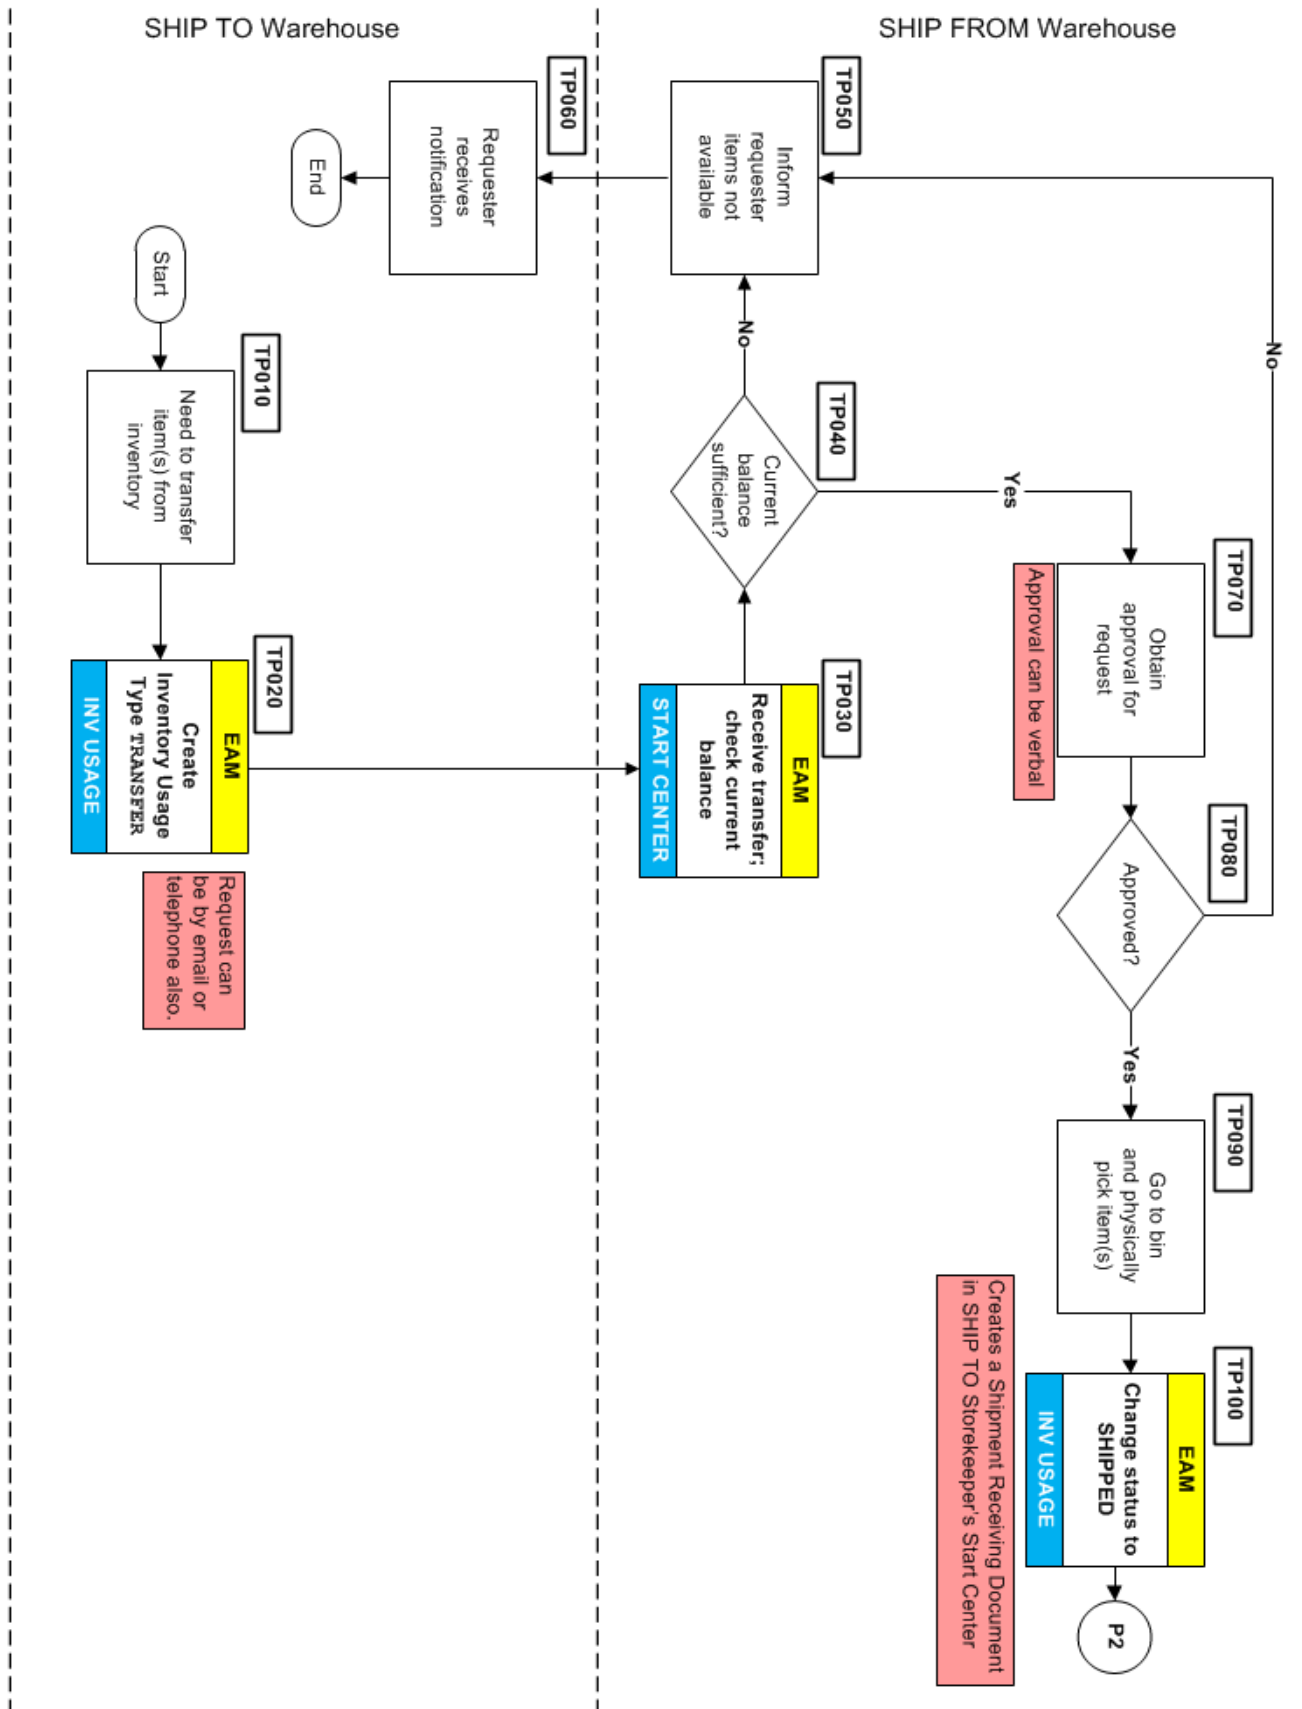 SHIP TO Warehouse
SHIP FROM Warehouse
Start
TP010
Need to transfer
item(s) from
inventory
TP020
EAM
Create
Inventory Usage
Type TRANSFER
INV USAGE
Request can
be by email or
telephone also.
TP030
EAM
Receive transfer;
check current
balance
START CENTER
TP040
Current
balance
sufficient?
No
Yes
TP050
Inform
requester
items not
available
TP060
Requester
receives
notification
End
TP070
Obtain
approval for
request
Approval can be verbal
TP080
Approved?
No
Yes
TP090
Go to bin
and physically
pick item(s)
TP100
EAM
Change status to
SHIPPED
INV USAGE
Creates a Shipment Receiving Document
in SHIP TO Storekeeper's Start Center
P2